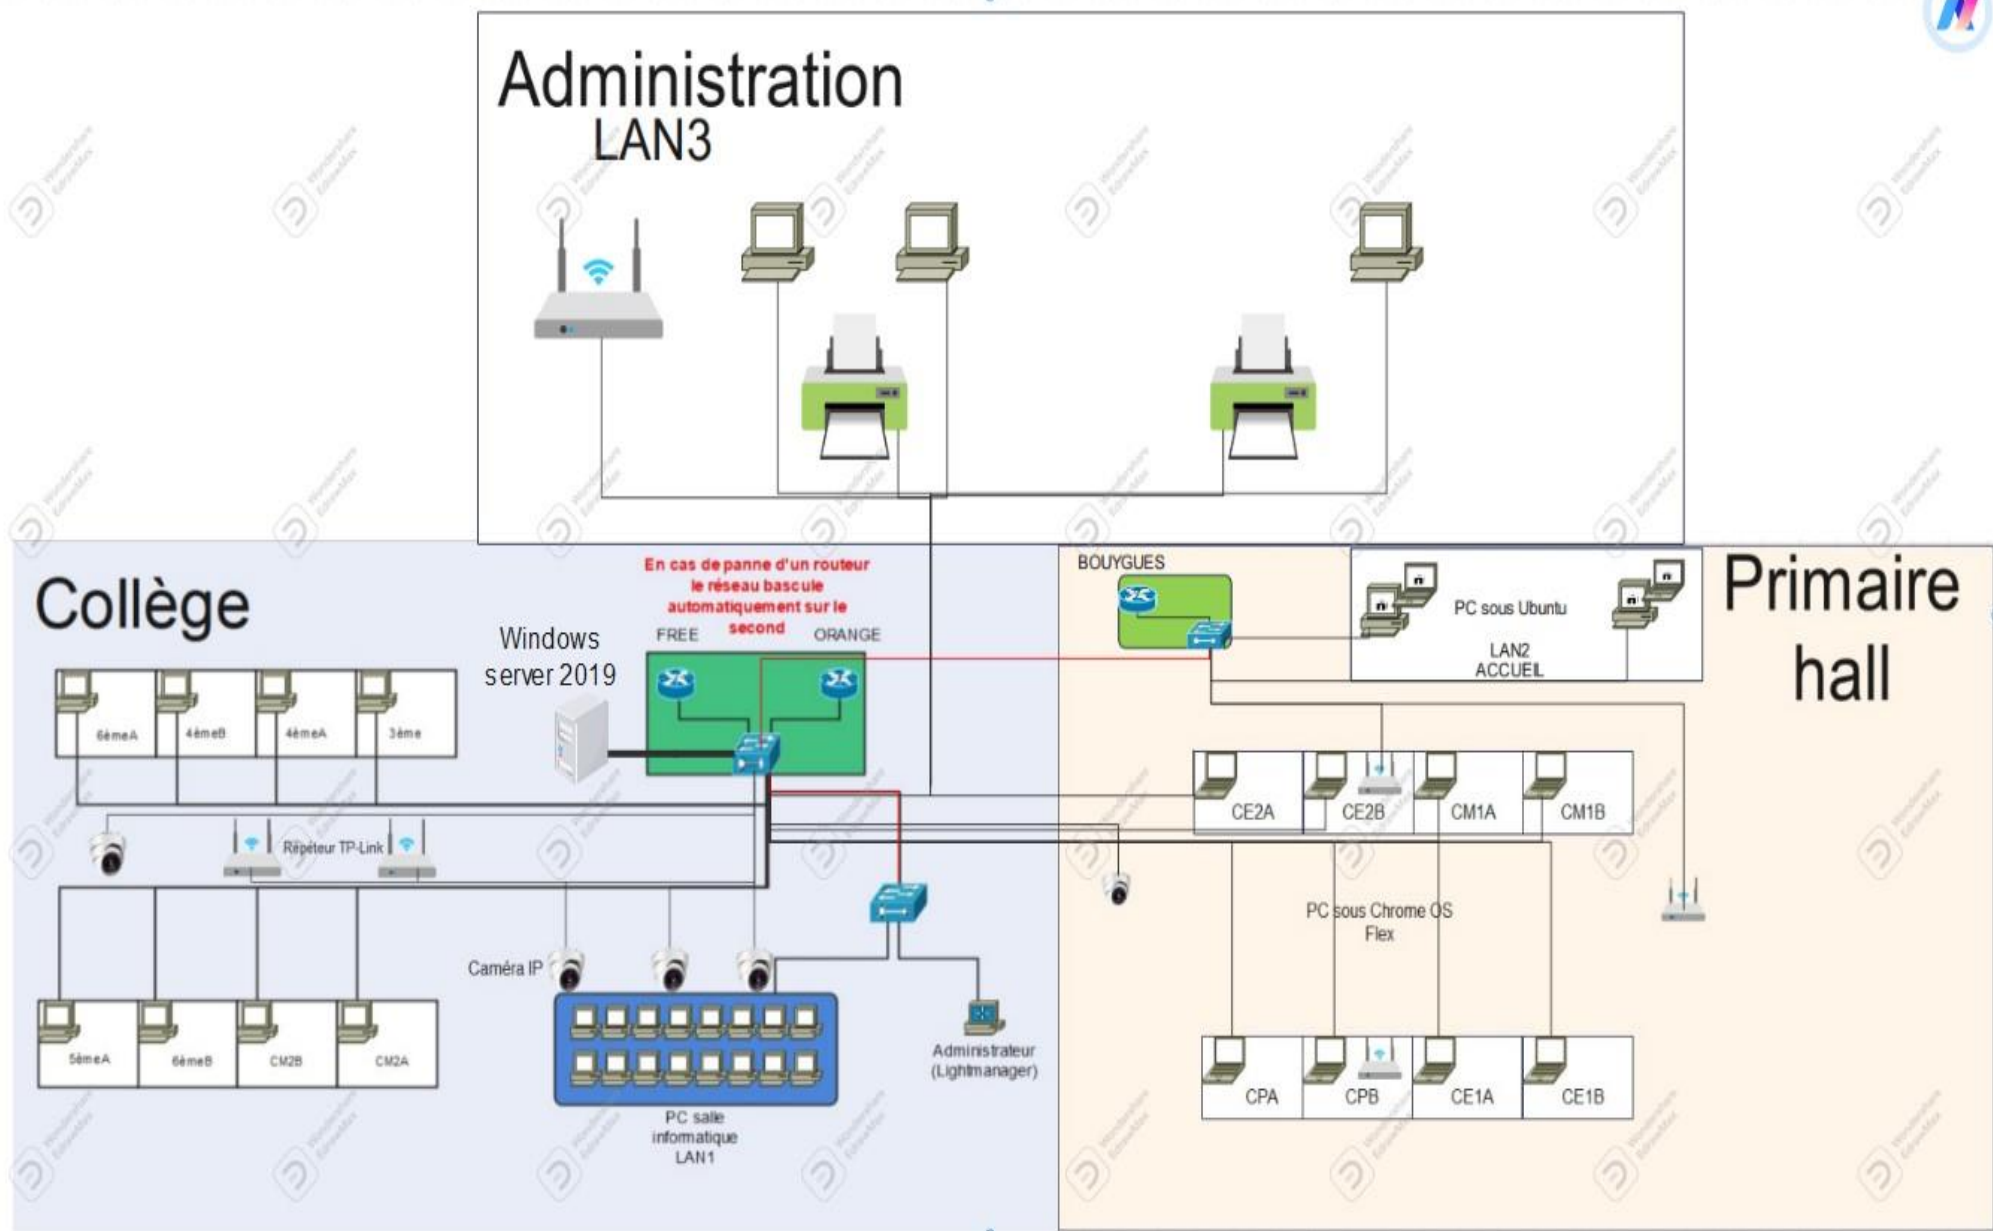 Administration
LAN3
Collège
Windows
server 2019
En cas de panne d'un routeur
le réseau bascule
automatiquement sur le
second
FREE
ORANGE
BOUYGUES
PC sous Ubuntu
LAN2
ACCUEIL
Primaire
hall
6èmeA
4èmeB
4èmeA
3ème
CE2A
CE2B
CM1A
CM1B
Répéteur TP-Link
PC sous Chrome OS
Flex
Caméra IP
5èmeA
6èmeB
CM2B
CM2A
Administrateur
(Lightmanager)
PC salle
informatique
LAN1
CPA
CPB
CE1A
CE1B
Wondershare
EdrawMax